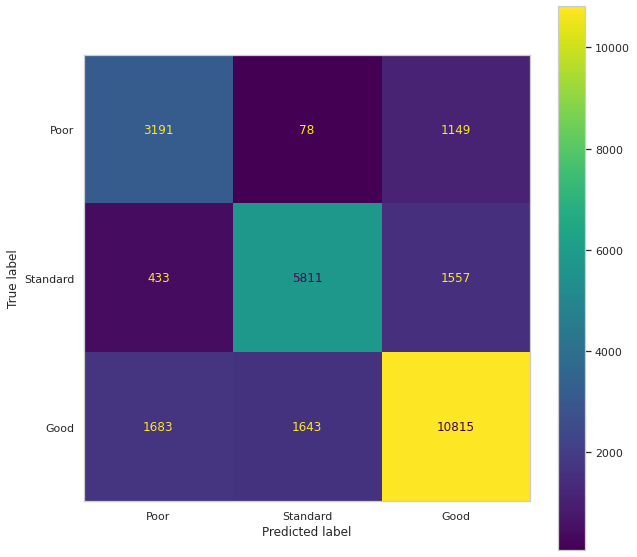 10000
8000
6000
4000
2000
True label
Poor
3191 78 1149
Standard
433 5811 1557
Good
1683 1643 10815
Poor Standard Good
Predicted label